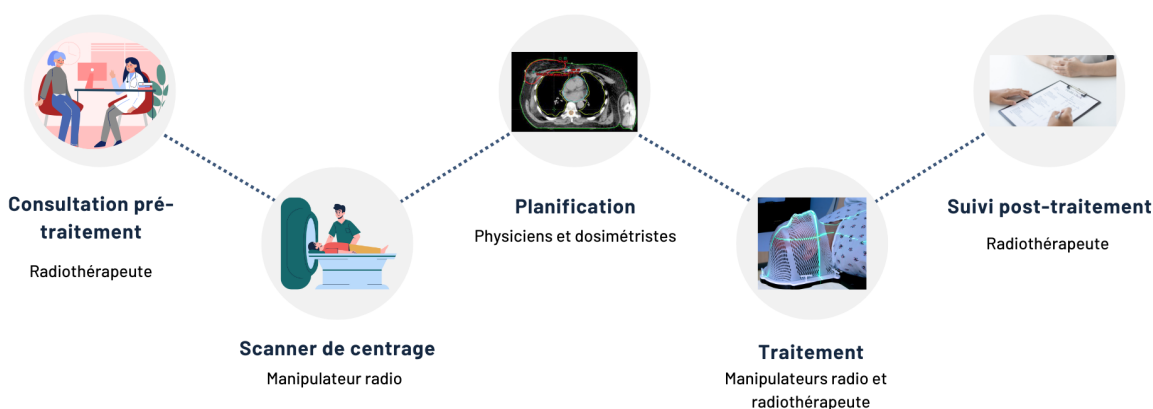 Consultation pré-
traitement
Radiothérapeute
Scanner de centrage
Manipulateur radio
Planification
Physiciens et dosimétristes
Traitement
Manipulateurs radio et
radiothérapeute
Suivi post-traitement
Radiothérapeute